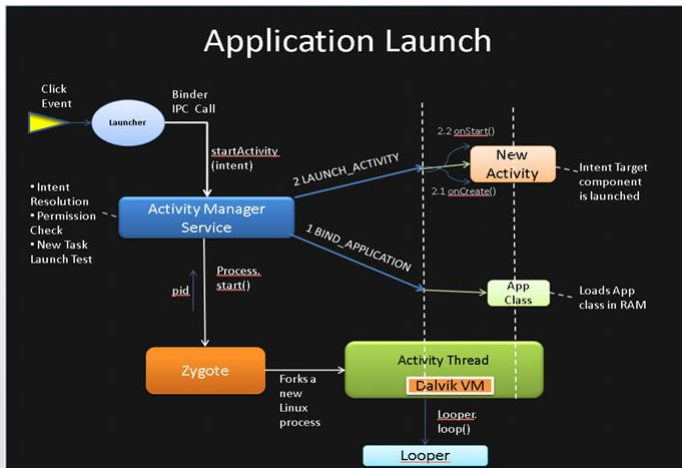 Application Launch
Click
Event
Launcher
Binder
IPC Call
startActivity
(intent)
2 LAUNCH_ACTIVITY
2.2 onStart()
New
Activity
2.1 onCreate()
Intent Target
component
is launched
• Intent
Resolution
• Permission
Check
• New Task
Launch Test
Activity Manager
Service
1 BIND_APPLICATION
pid
Process.
start()
App
Class
Loads App
class in RAM
Zygote
Forks a
new
Linux
process
Activity Thread
Dalvik VM
Looper.
loop()
Looper